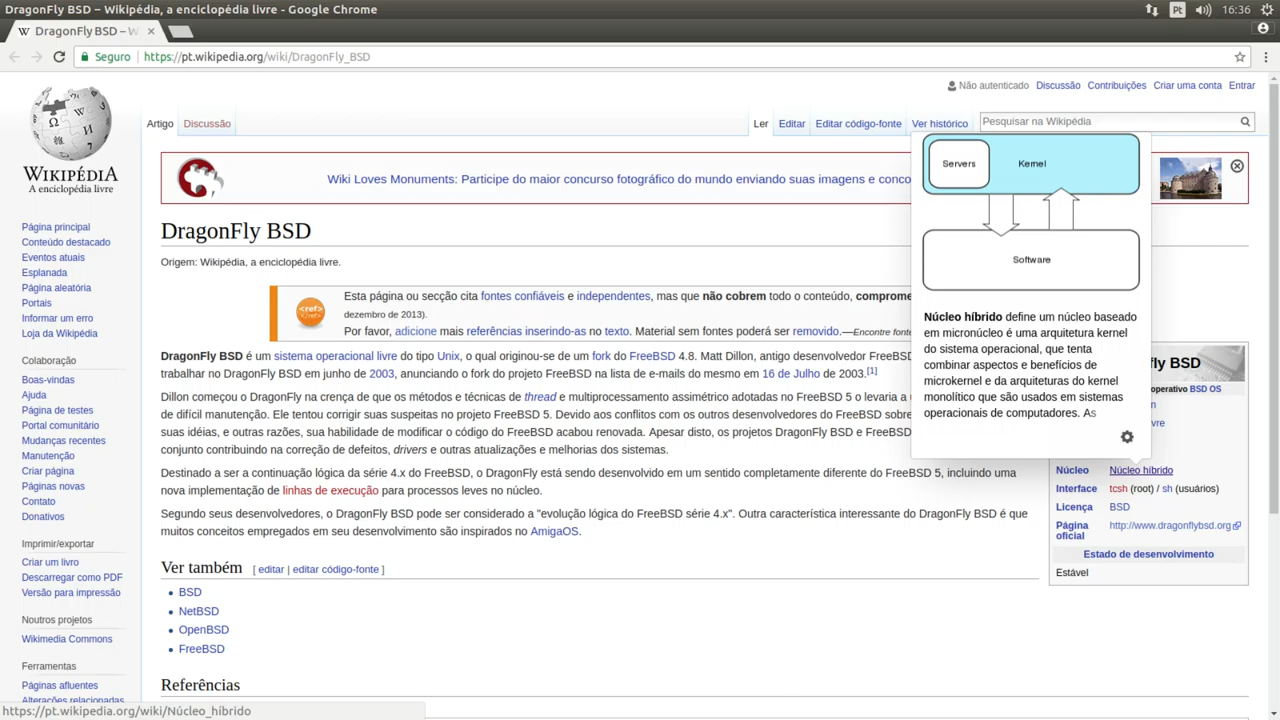 DragonFly BSD – Wikipédia, a enciclopédia livre - Google Chrome
Pt
16:36
DragonFly BSD – W
Seguro
https://pt.wikipedia.org/wiki/DragonFly_BSD
Não autenticado Discussão Contribuições Criar uma conta Entrar
Artigo Discussão
Ler Editar Editar código-fonte Ver histórico
Pesquisar na Wikipédia
WIKIPÉDIA
A enciclopédia livre
Página principal
Conteúdo destacado
Eventos atuais
Esplanada
Página aleatória
Portais
Informar um erro
Loja da Wikipédia
Colaboração
Boas-vindas
Ajuda
Página de testes
Portal comunitário
Mudanças recentes
Manutenção
Criar página
Páginas novas
Contato
Donativos
Imprimir/exportar
Criar um livro
Descarregar como PDF
Versão para impressão
Noutros projetos
Wikimedia Commons
Ferramentas
Páginas afluentes
Alterações relacionadas
Wiki Loves Monuments: Participe do maior concurso fotográfico do mundo enviando suas imagens e conco
DragonFly BSD
Origem: Wikipédia, a enciclopédia livre.
<ref>
</ref>
Esta página ou secção cita fontes confiáveis e independentes, mas que não cobrem todo o conteúdo, comprome
dezembro de 2013).
Por favor, adicione mais referências inserindo-as no texto. Material sem fontes poderá ser removido.—Encontre font
DragonFly BSD é um sistema operacional livre do tipo Unix, o qual originou-se de um fork do FreeBSD 4.8. Matt Dillon, antigo desenvolvedor FreeBSD
trabalhar no DragonFly BSD em junho de 2003, anunciando o fork do projeto FreeBSD na lista de e-mails do mesmo em 16 de Julho de 2003.[1]
Dillon começou o DragonFly na crença de que os métodos e técnicas de thread e multiprocessamento assimétrico adotadas no FreeBSD 5 o levaria a
de difícil manutenção. Ele tentou corrigir suas suspeitas no projeto FreeBSD 5. Devido aos conflitos com os outros desenvolvedores do FreeBSD sobre
suas idéias, e outras razões, sua habilidade de modificar o código do FreeBSD acabou renovada. Apesar disto, os projetos DragonFly BSD e FreeBSD
conjunto contribuindo na correção de defeitos, drivers e outras atualizações e melhorias dos sistemas.
Destinado a ser a continuação lógica da série 4.x do FreeBSD, o DragonFly está sendo desenvolvido em um sentido completamente diferente do FreeBSD 5, incluindo uma
nova implementação de linhas de execução para processos leves no núcleo.
Segundo seus desenvolvedores, o DragonFly BSD pode ser considerado a "evolução lógica do FreeBSD série 4.x". Outra característica interessante do DragonFly BSD é que
muitos conceitos empregados em seu desenvolvimento são inspirados no AmigaOS.
Ver também [ editar | editar código-fonte ]
BSD
NetBSD
OpenBSD
FreeBSD
Referências
Servers
Kernel
Software
Núcleo híbrido define um núcleo baseado
em micronúcleo é uma arquitetura kernel
do sistema operacional, que tenta
combinar aspectos e benefícios de
microkernel e da arquiteturas do kernel
monolítico que são usados em sistemas
operacionais de computadores. As
ly BSD
operativo BSD OS
n
vre
Núcleo Núcleo híbrido
Interface tcsh (root) / sh (usuários)
Licença BSD
Página oficial http://www.dragonflybsd.org
Estado de desenvolvimento
Estável
https://pt.wikipedia.org/wiki/Núcleo_híbrido